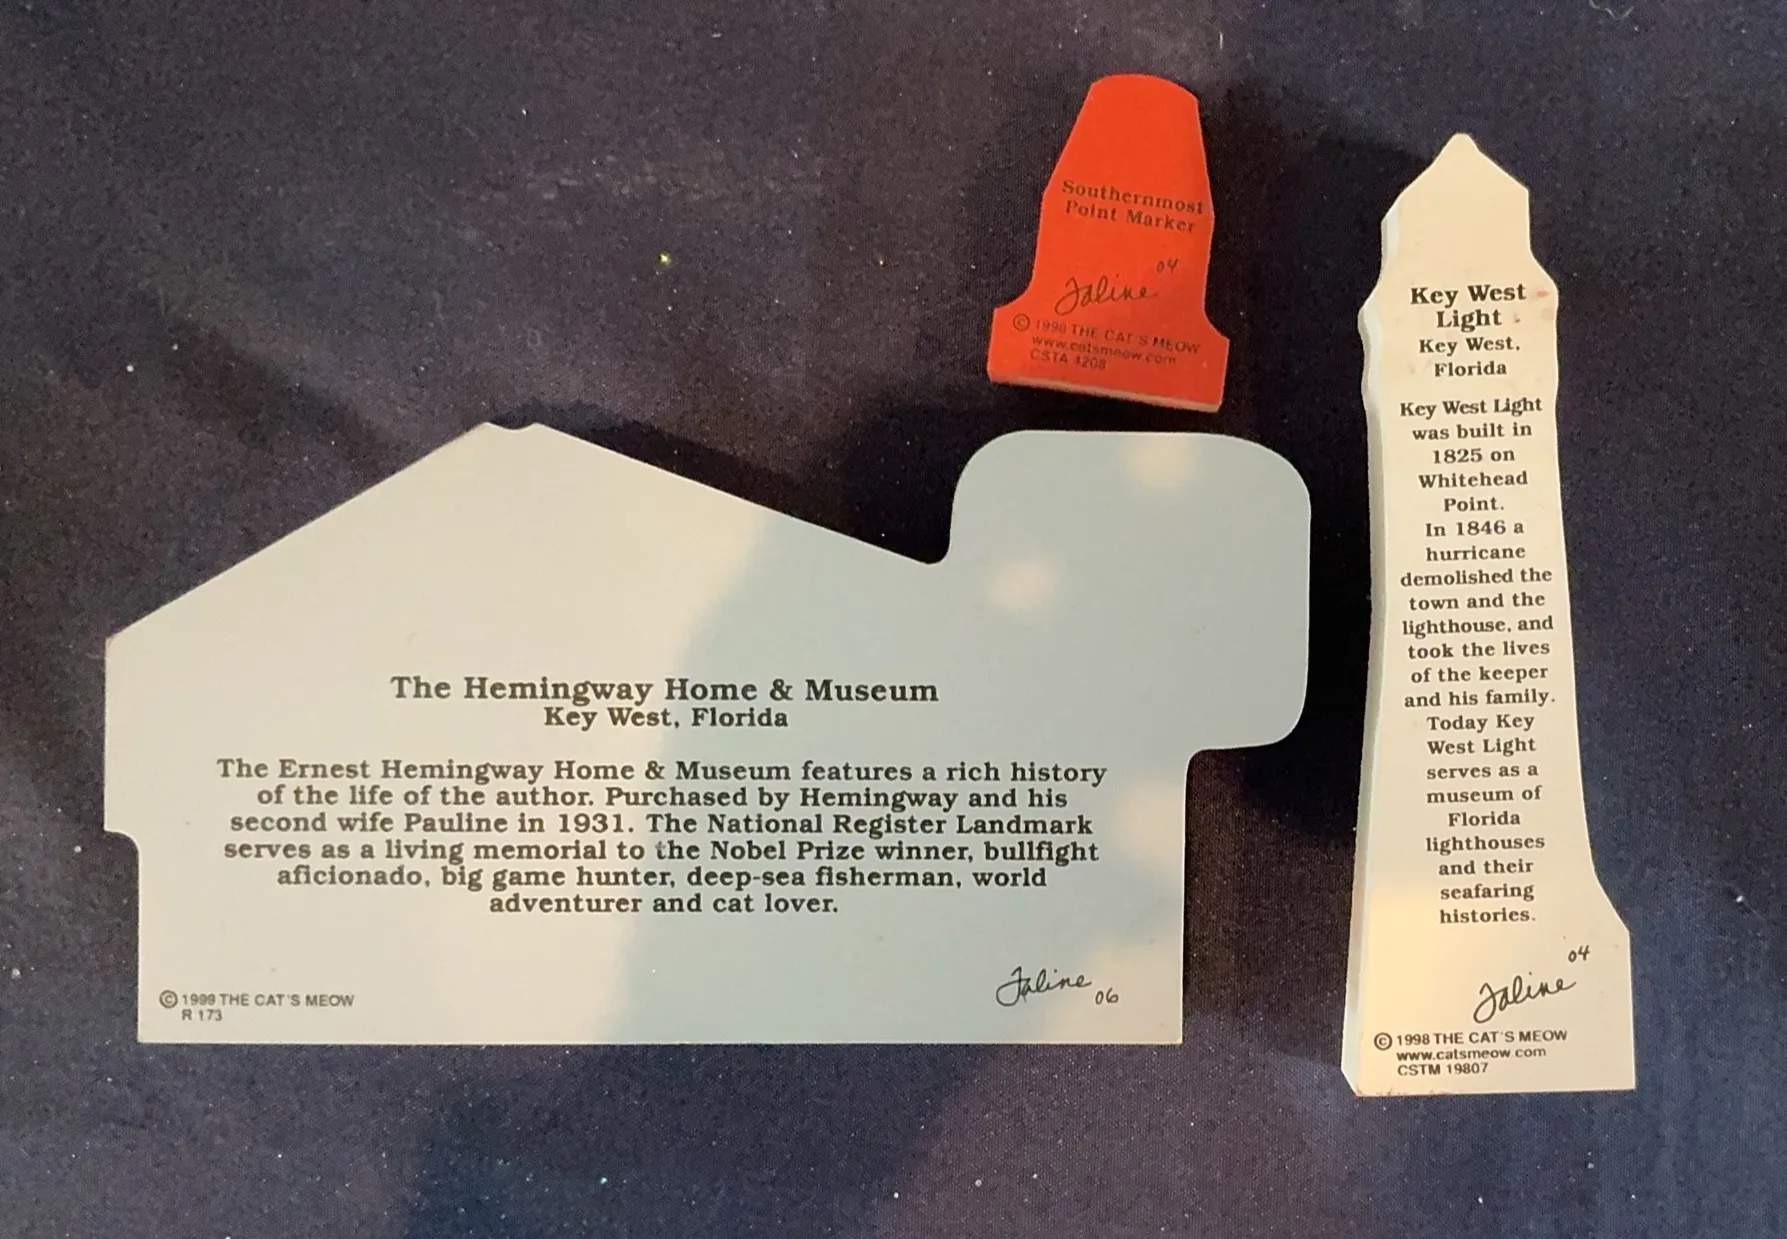 Southernmost
Point Marker
04
Faline
© 1998 THE CAT'S MEOW
www.catsmeow.com
CSTA 4208
Key West
Light
Key West,
Florida
Key West Light
was built in
1825 on
Whitehead
Point.
In 1846 a
hurricane
demolished the
town and the
lighthouse, and
took the lives
of the keeper
and his family.
Today Key
West Light
serves as a
museum of
Florida
lighthouses
and their
seafaring
histories.
04
Faline
© 1998 THE CAT'S MEOW
www.catsmeow.com
CSTM 19807
The Hemingway Home & Museum
Key West, Florida
The Ernest Hemingway Home & Museum features a rich history
of the life of the author. Purchased by Hemingway and his
second wife Pauline in 1931. The National Register Landmark
serves as a living memorial to the Nobel Prize winner, bullfight
aficionado, big game hunter, deep-sea fisherman, world
adventurer and cat lover.
Faline 06
© 1999 THE CAT'S MEOW
R 173